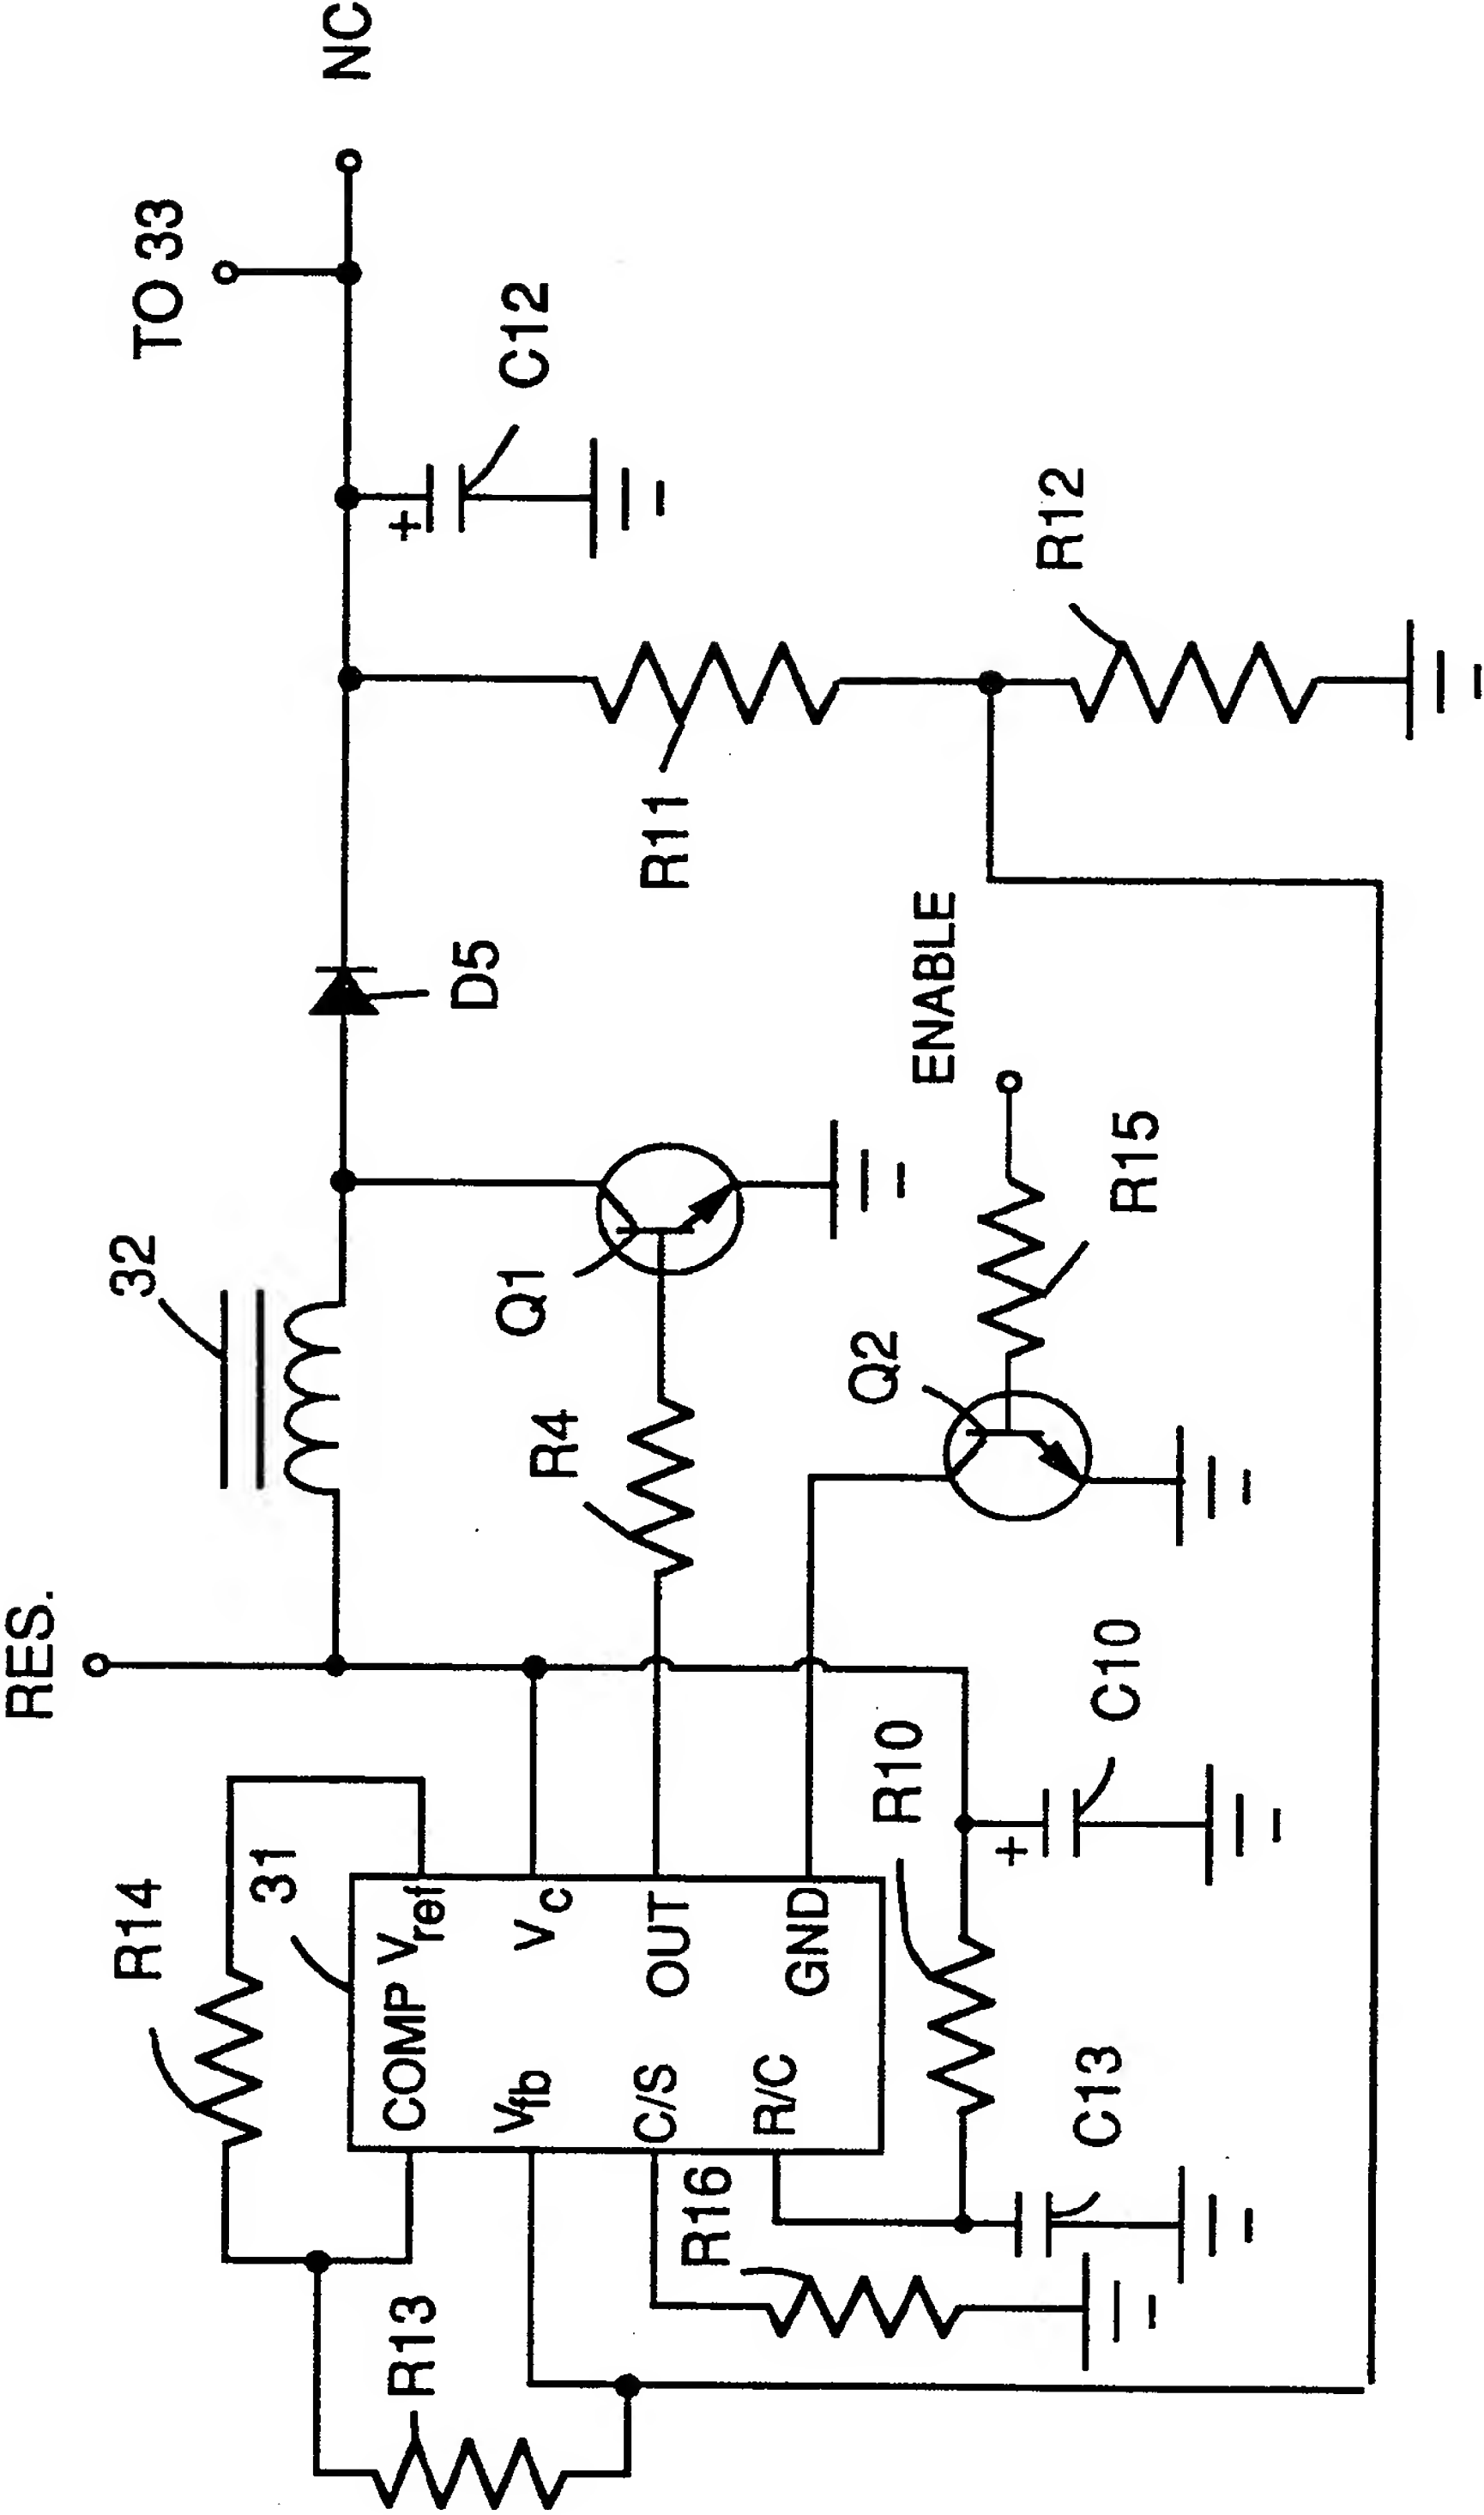 RES.
32
TO 33
NC
R14
31
D5
C12
R13
COMP
Vref
Vfb
VC
C/S
OUT
R/C
GND
R4
Q1
R11
R12
R16
R10
Q2
ENABLE
R15
C13
C10
+
+